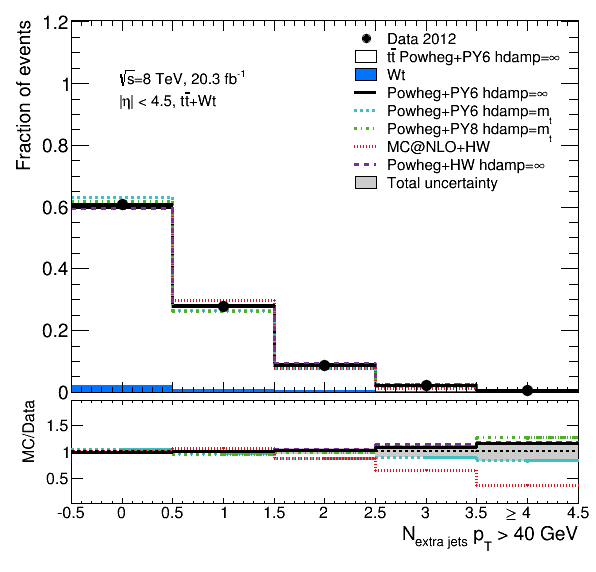 Fraction of events
1.2
1
0.8
0.6
0.4
0.2
0
√s=8 TeV, 20.3 fb⁻¹
|η| < 4.5, tt̄+Wt
Data 2012
tt̄ Powheg+PY6 hdamp=∞
Wt
Powheg+PY6 hdamp=∞
Powheg+PY6 hdamp=mₜ
Powheg+PY8 hdamp=mₜ
MC@NLO+HW
Powheg+HW hdamp=∞
Total uncertainty
MC/Data
1.5
1
0.5
-0.5 0 0.5 1 1.5 2 2.5 3 3.5 ≥ 4 4.5
N extra jets p_T > 40 GeV